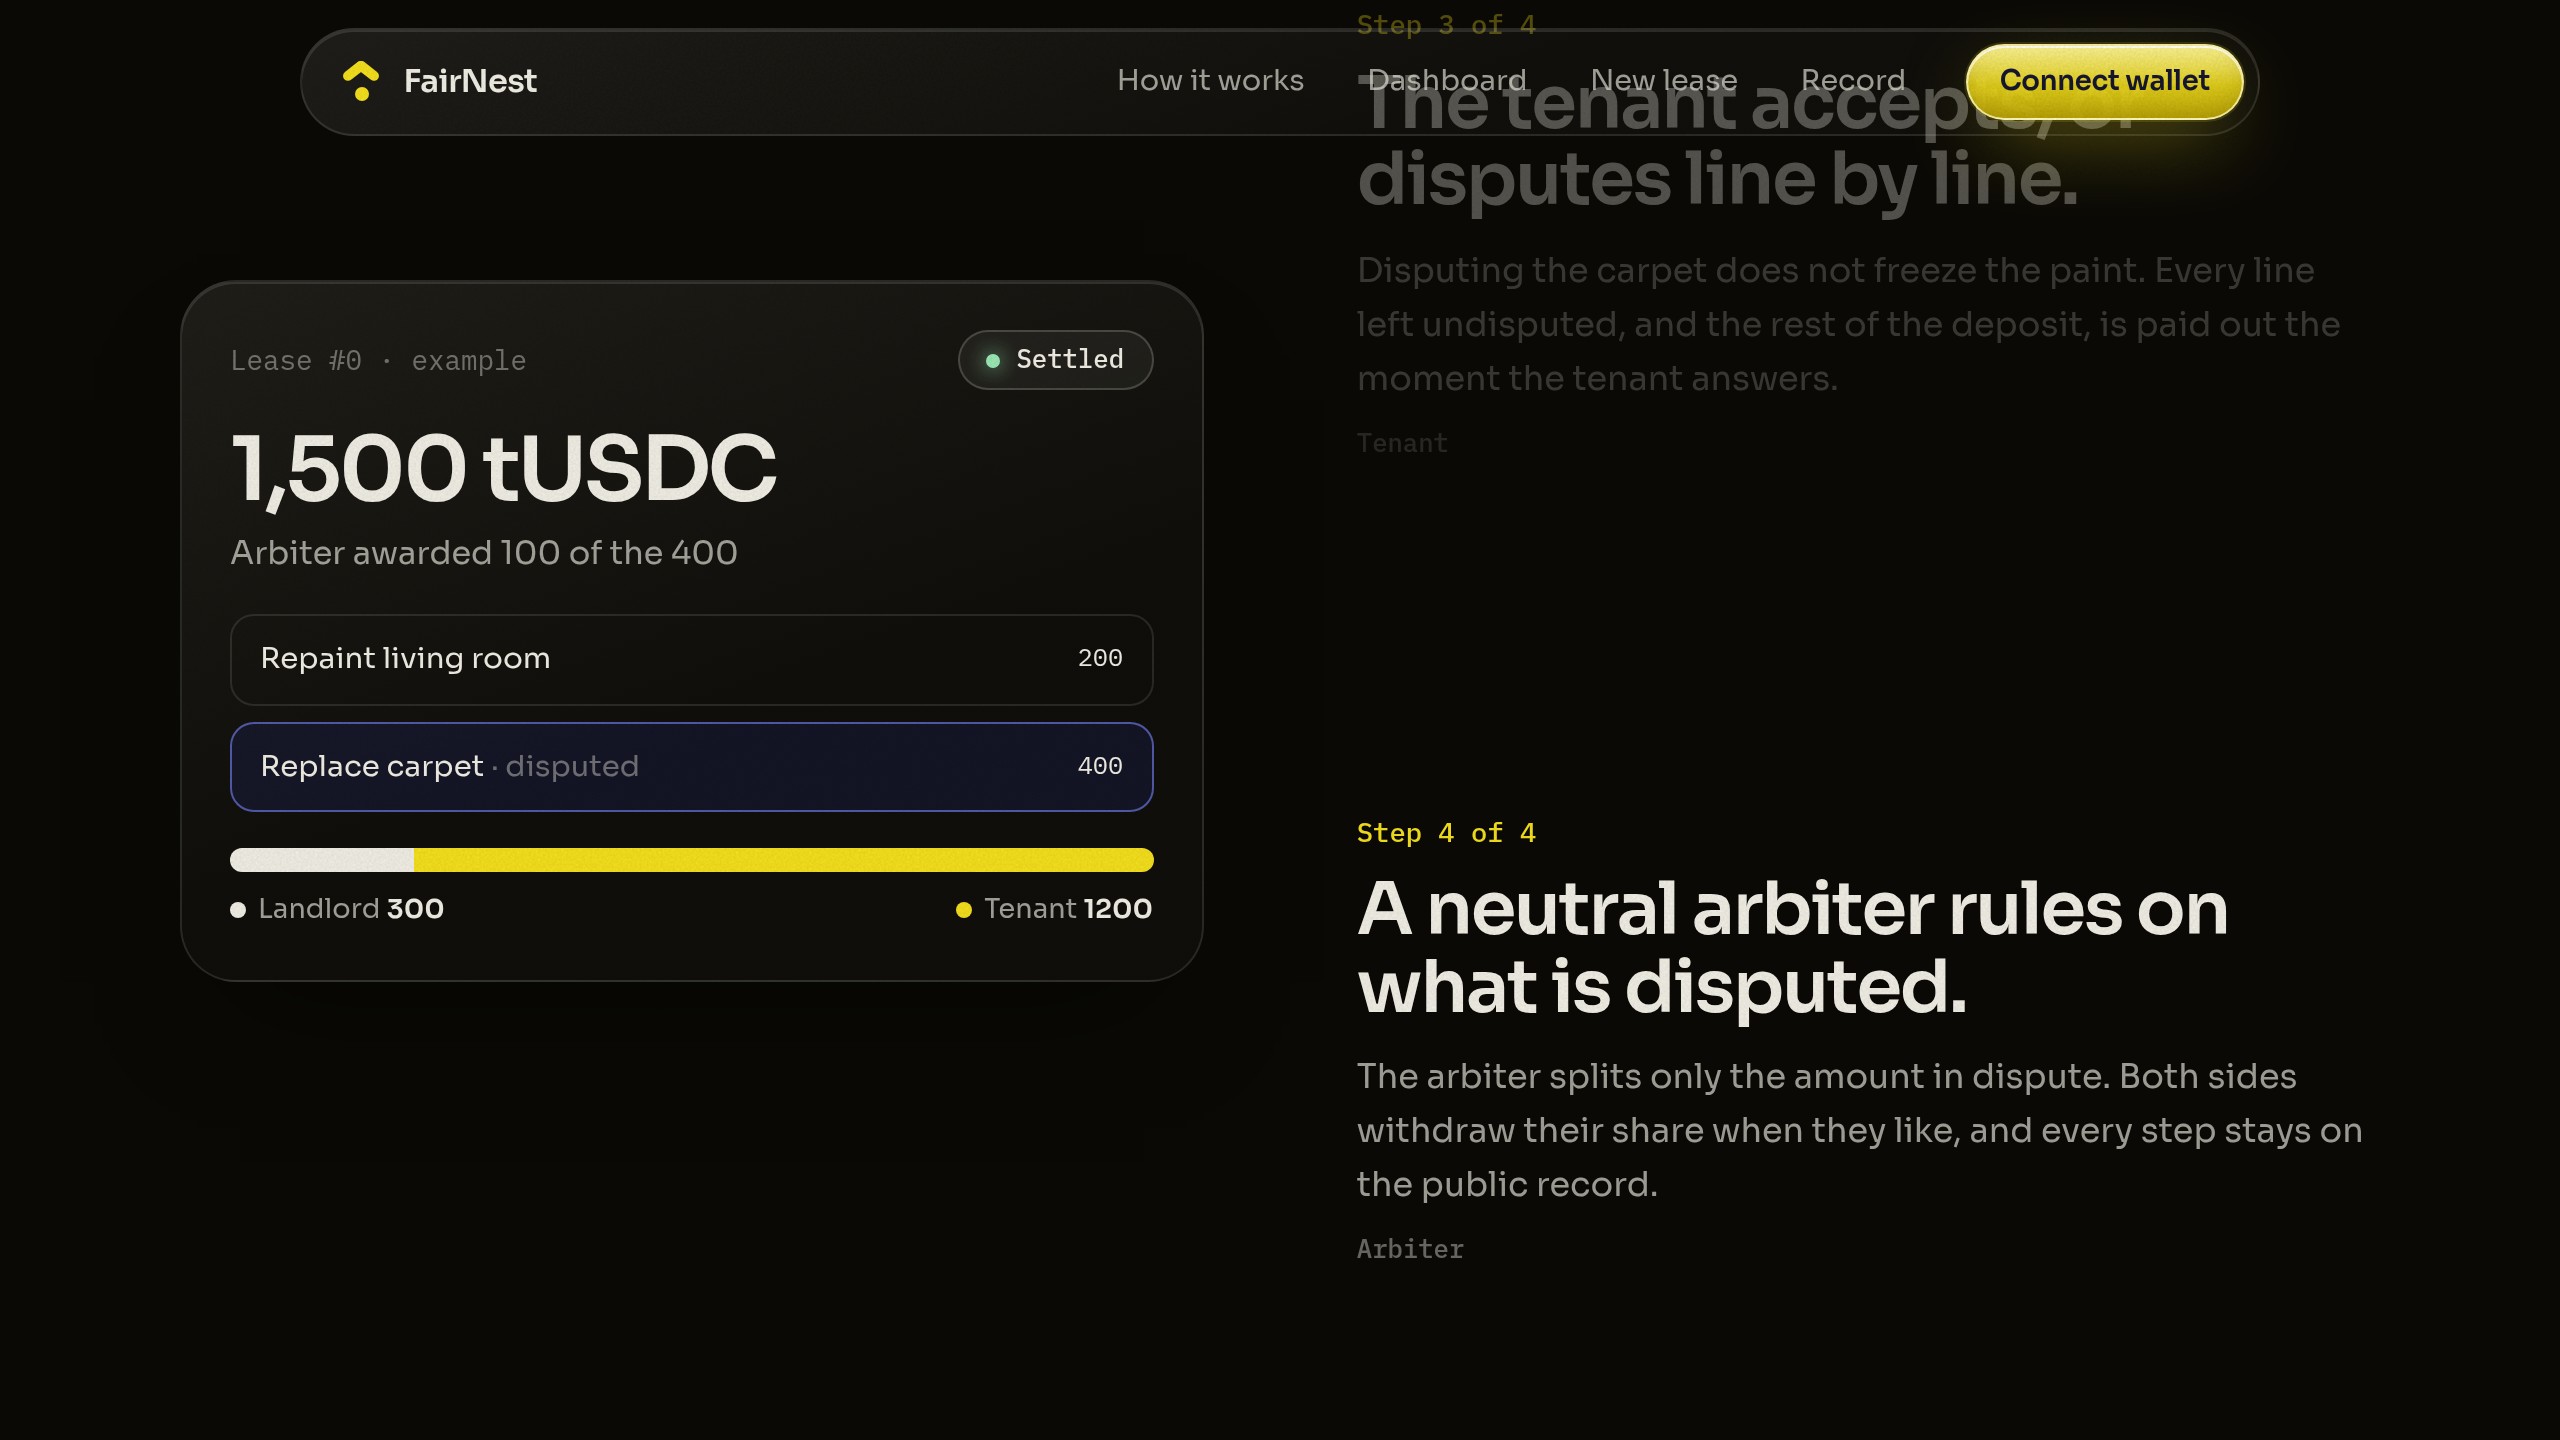 FairNest
How it works
Dashboard
New lease
Record
Connect wallet
Lease #0 · example
Settled
1,500 tUSDC
Arbiter awarded 100 of the 400
Repaint living room 200
Replace carpet · disputed 400
Landlord 300
Tenant 1200
Step 3 of 4
The tenant accepts, or
disputes line by line.
Disputing the carpet does not freeze the paint. Every line
left undisputed, and the rest of the deposit, is paid out the
moment the tenant answers.
Tenant
Step 4 of 4
A neutral arbiter rules on
what is disputed.
The arbiter splits only the amount in dispute. Both sides
withdraw their share when they like, and every step stays on
the public record.
Arbiter